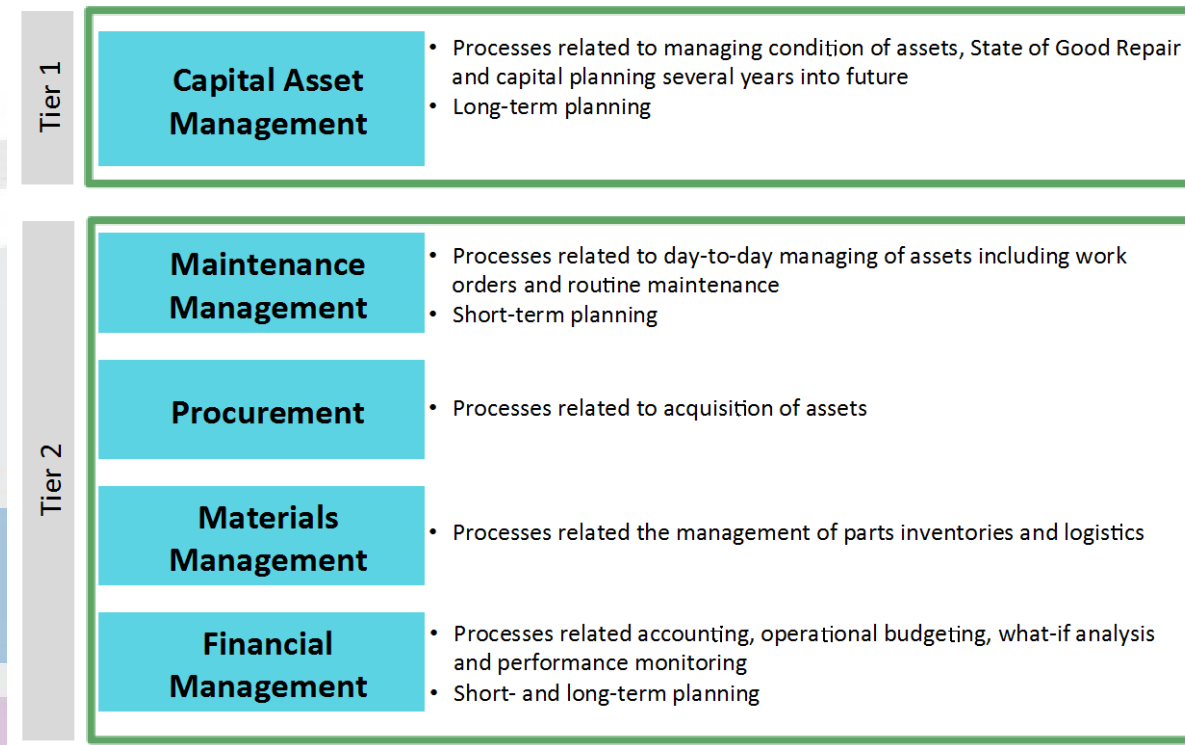 Tier 1
Capital Asset
Management
• Processes related to managing condition of assets, State of Good Repair
and capital planning several years into future
• Long-term planning
Tier 2
Maintenance
Management
• Processes related to day-to-day managing of assets including work
orders and routine maintenance
• Short-term planning
Procurement
• Processes related to acquisition of assets
Materials
Management
• Processes related the management of parts inventories and logistics
Financial
Management
• Processes related accounting, operational budgeting, what-if analysis
and performance monitoring
• Short- and long-term planning